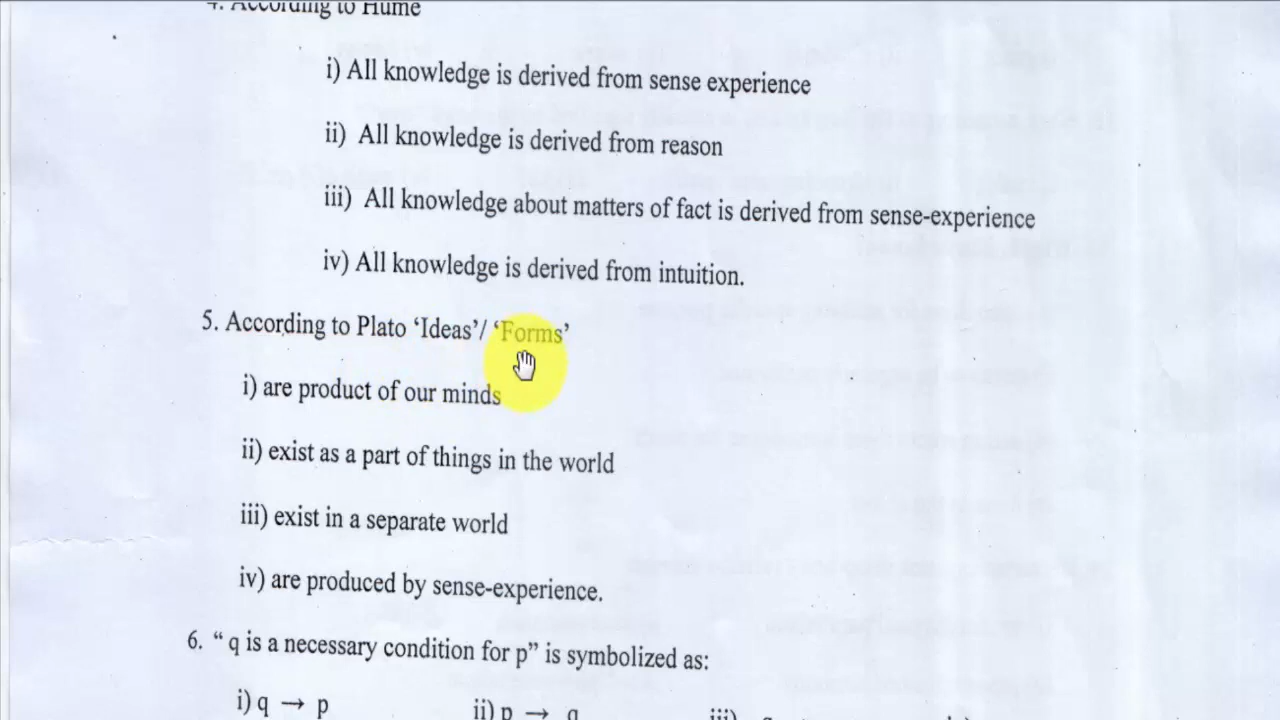 4. According to Hume
i) All knowledge is derived from sense experience
ii) All knowledge is derived from reason
iii) All knowledge about matters of fact is derived from sense-experience
iv) All knowledge is derived from intuition.
5. According to Plato ‘Ideas’/ ‘Forms’
i) are product of our minds
ii) exist as a part of things in the world
iii) exist in a separate world
iv) are produced by sense-experience.
6. “ q is a necessary condition for p” is symbolized as:
i) q → p ii) p → q iii)